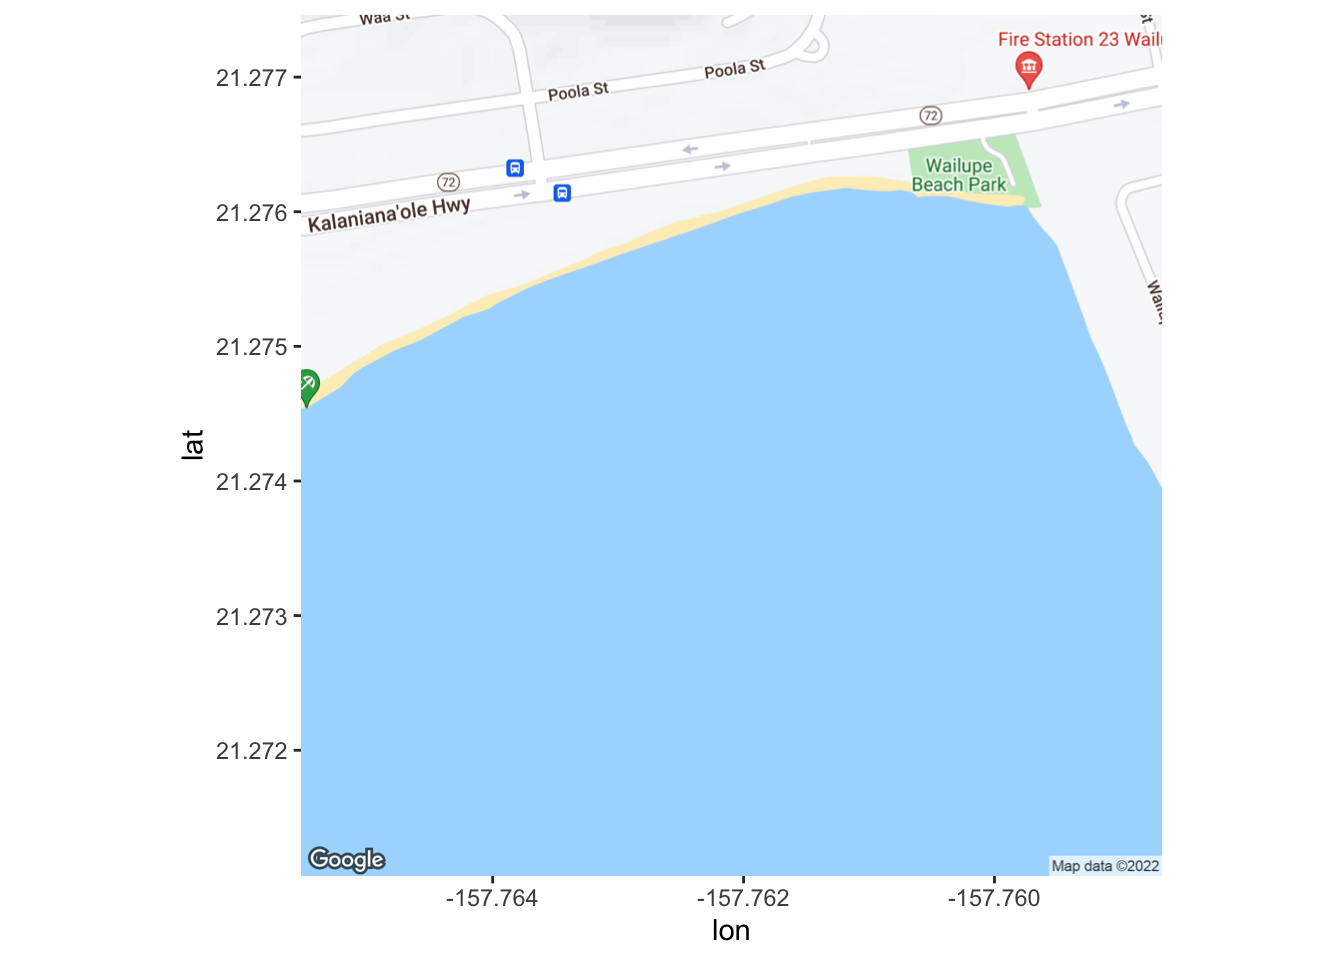 Waa St
Fire Station 23
21.277
Poola St
Poola St
72
Wailupe
Beach Park
72
21.276
Kalaniana'ole Hwy
21.275
lat
21.274
21.273
21.272
Google
Map data ©2022
-157.764
-157.762
-157.760
lon